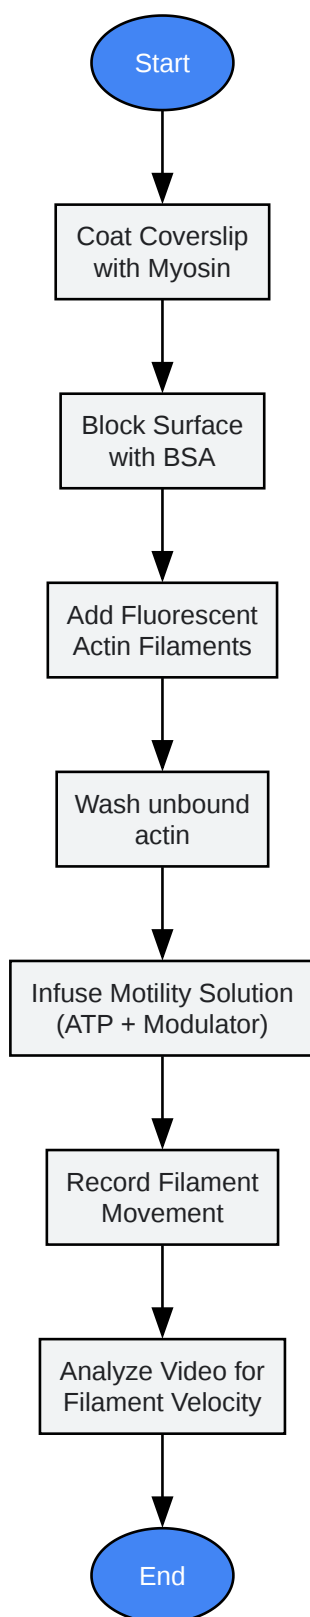 Start
Coat Coverslip
with Myosin
Block Surface
with BSA
Add Fluorescent
Actin Filaments
Wash unbound
actin
Infuse Motility Solution
(ATP + Modulator)
Record Filament
Movement
Analyze Video for
Filament Velocity
End